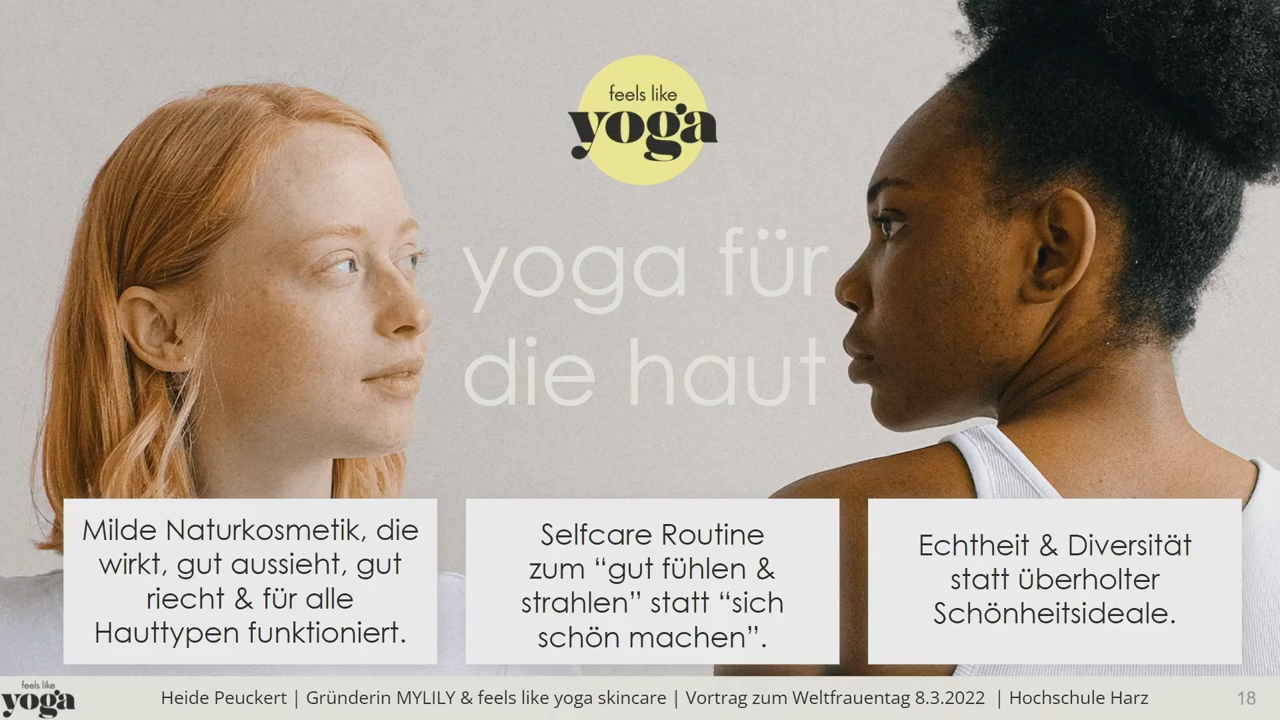 feels like
yoga
yoga für
die haut
Milde Naturkosmetik, die
wirkt, gut aussieht, gut
riecht & für alle
Hauttypen funktioniert.
Selfcare Routine
zum “gut fühlen &
strahlen” statt “sich
schön machen”.
Echtheit & Diversität
statt überholter
Schönheitsideale.
feels like
yoga
Heide Peuckert | Gründerin MYLILY & feels like yoga skincare | Vortrag zum Weltfrauentag 8.3.2022 | Hochschule Harz
18